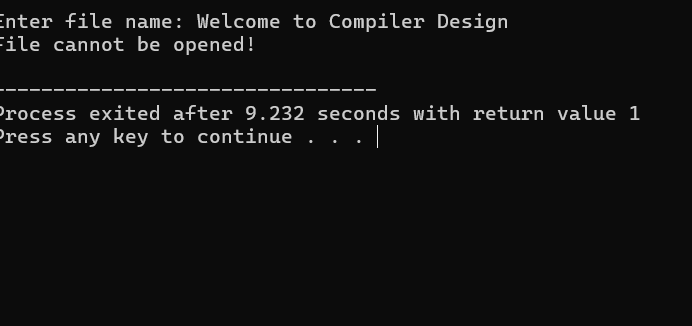 Enter file name: Welcome to Compiler Design
File cannot be opened!
--------------------------------
Process exited after 9.232 seconds with return value 1
Press any key to continue . . .